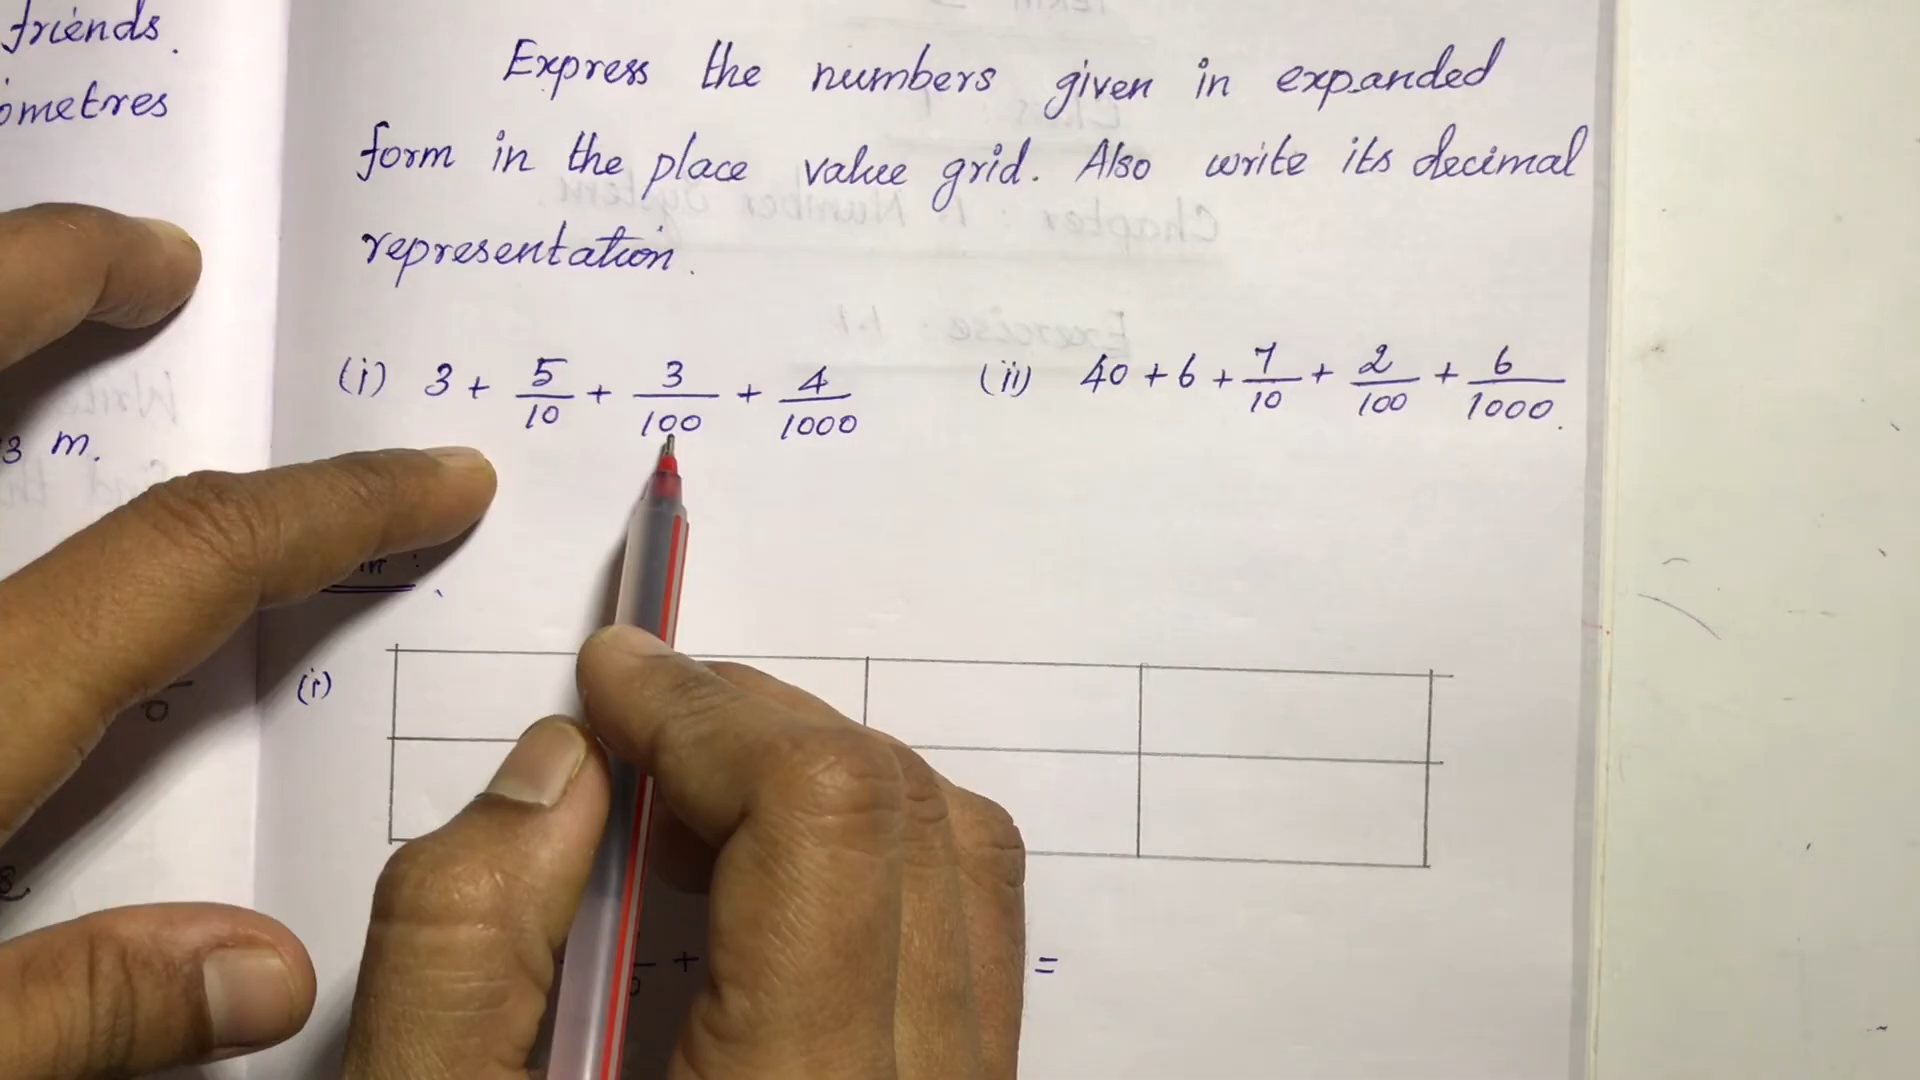 friends.
ometres
3 m.
Express the numbers given in expanded
form in the place value grid. Also write its decimal
representation.
(i) 3 + 5/10 + 3/100 + 4/1000
(ii) 40 + 6 + 7/10 + 2/100 + 6/1000.
(i)
+ =